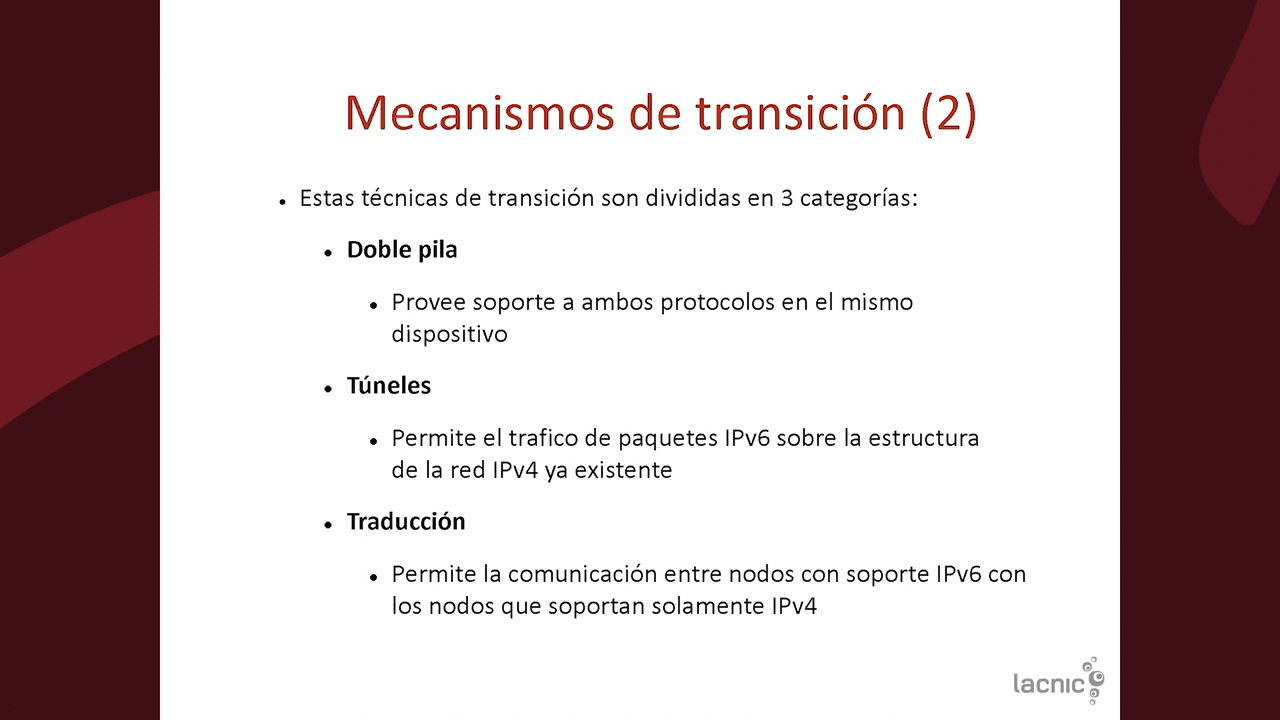 Mecanismos de transición (2)
Estas técnicas de transición son divididas en 3 categorías:
Doble pila
Provee soporte a ambos protocolos en el mismo
dispositivo
Túneles
Permite el trafico de paquetes IPv6 sobre la estructura
de la red IPv4 ya existente
Traducción
Permite la comunicación entre nodos con soporte IPv6 con
los nodos que soportan solamente IPv4
lacnic